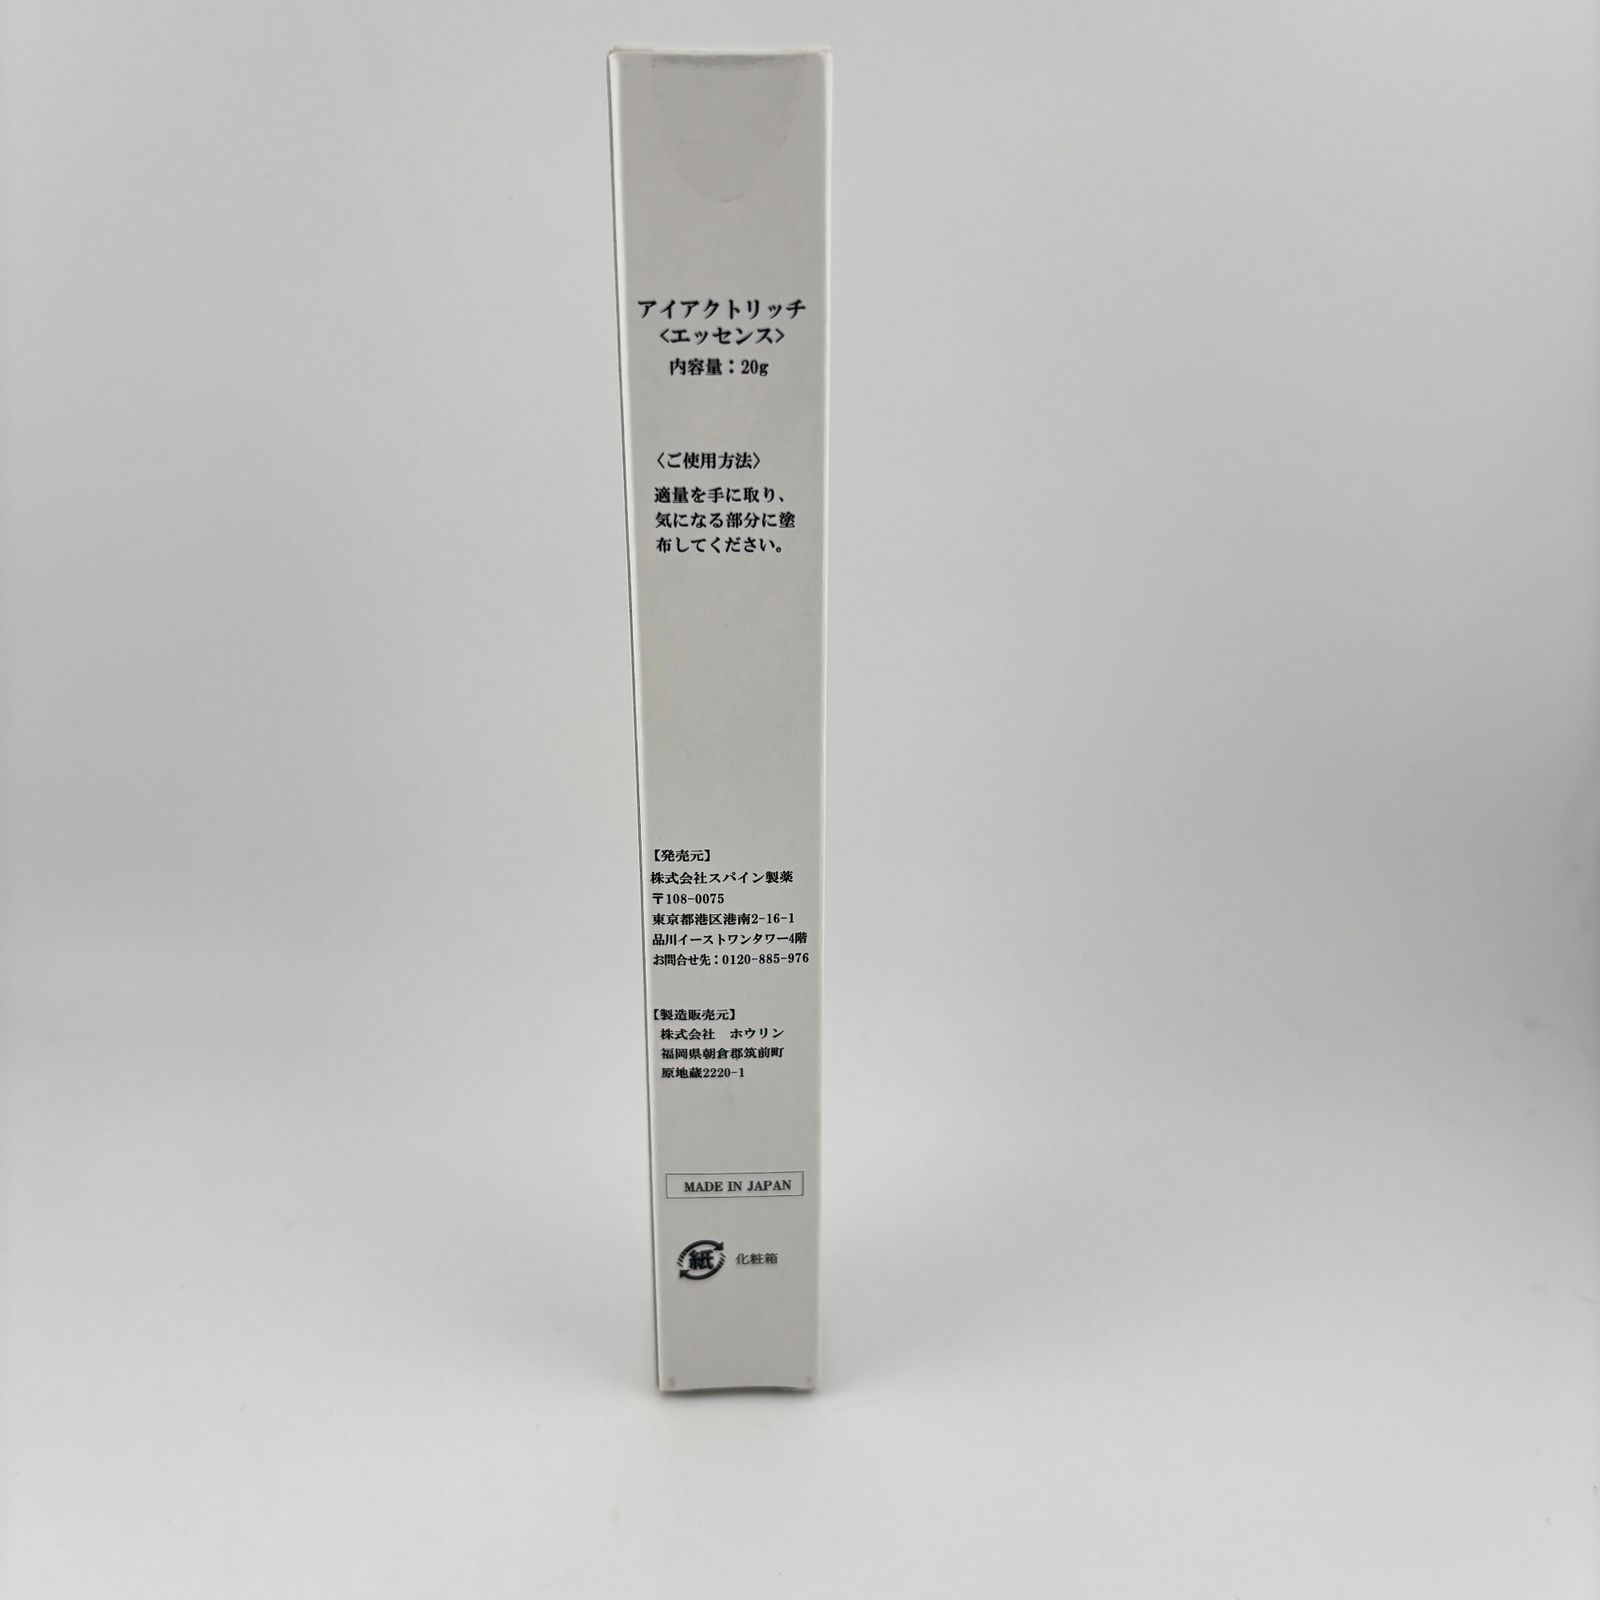 アイアクトリッチ
〈エッセンス〉
内容量：20g
〈ご使用方法〉
適量を手に取り、
気になる部分に塗
布してください。
【発売元】
株式会社スパイン製薬
〒108-0075
東京都港区港南2-16-1
品川イーストワンタワー4階
お問合せ先：0120-885-976
【製造販売元】
株式会社　ホウリン
福岡県朝倉郡筑前町
原地蔵2220-1
MADE IN JAPAN
紙 化粧箱